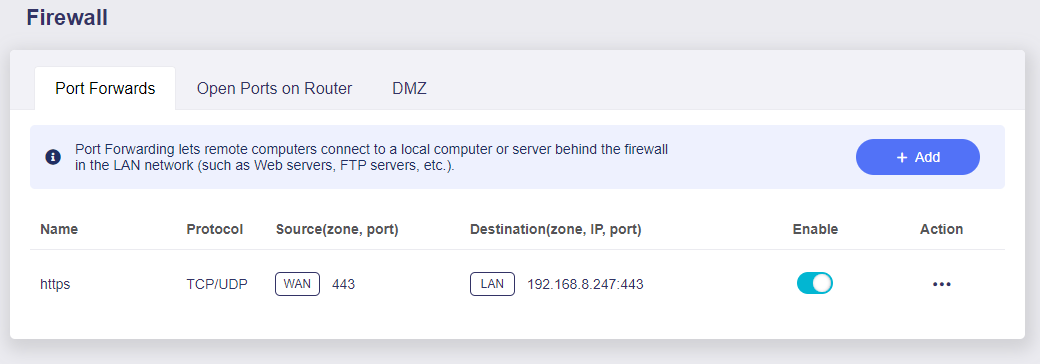 Firewall
Port Forwards Open Ports on Router DMZ
Port Forwarding lets remote computers connect to a local computer or server behind the firewall
in the LAN network (such as Web servers, FTP servers, etc.).
+ Add
Name Protocol Source(zone, port) Destination(zone, IP, port) Enable Action
https TCP/UDP WAN 443 LAN 192.168.8.247:443